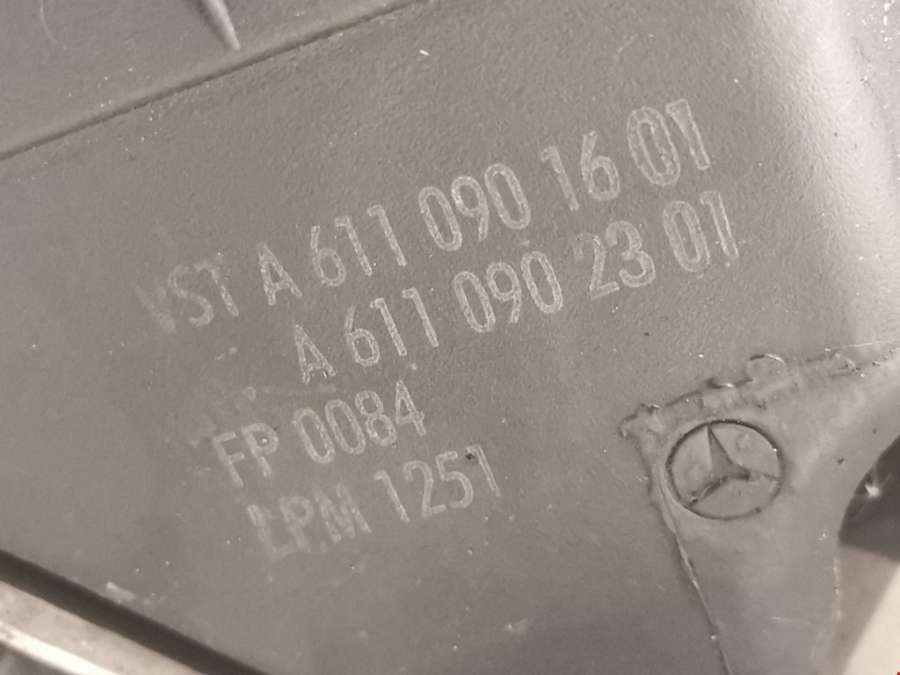 VST A 611 090 16 01
A 611 090 23 01
FP 0084
LPM 1251